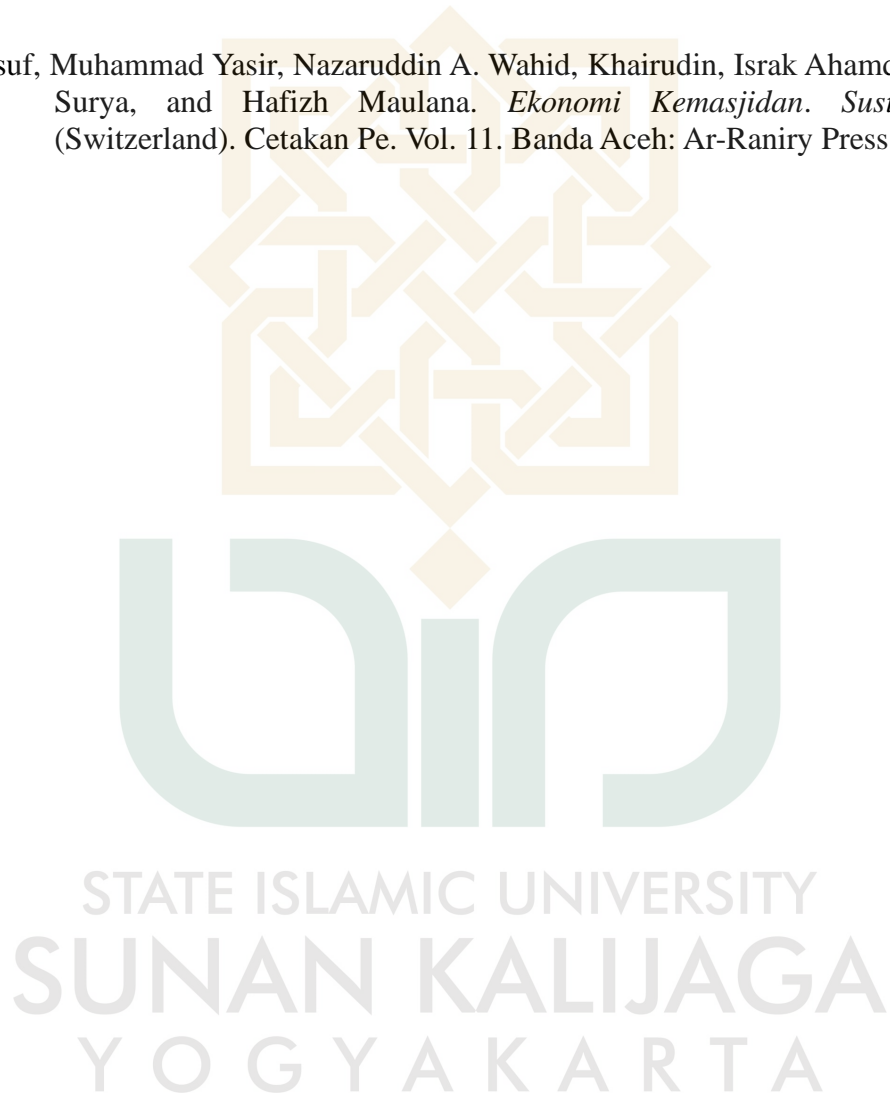 suf, Muhammad Yasir, Nazaruddin A. Wahid, Khairudin, Israk Ahamd
Surya, and Hafizh Maulana. Ekonomi Kemasjidan. Sust
(Switzerland). Cetakan Pe. Vol. 11. Banda Aceh: Ar-Raniry Press
STATE ISLAMIC UNIVERSITY
SUNAN KALIJAGA
YOGYAKARTA